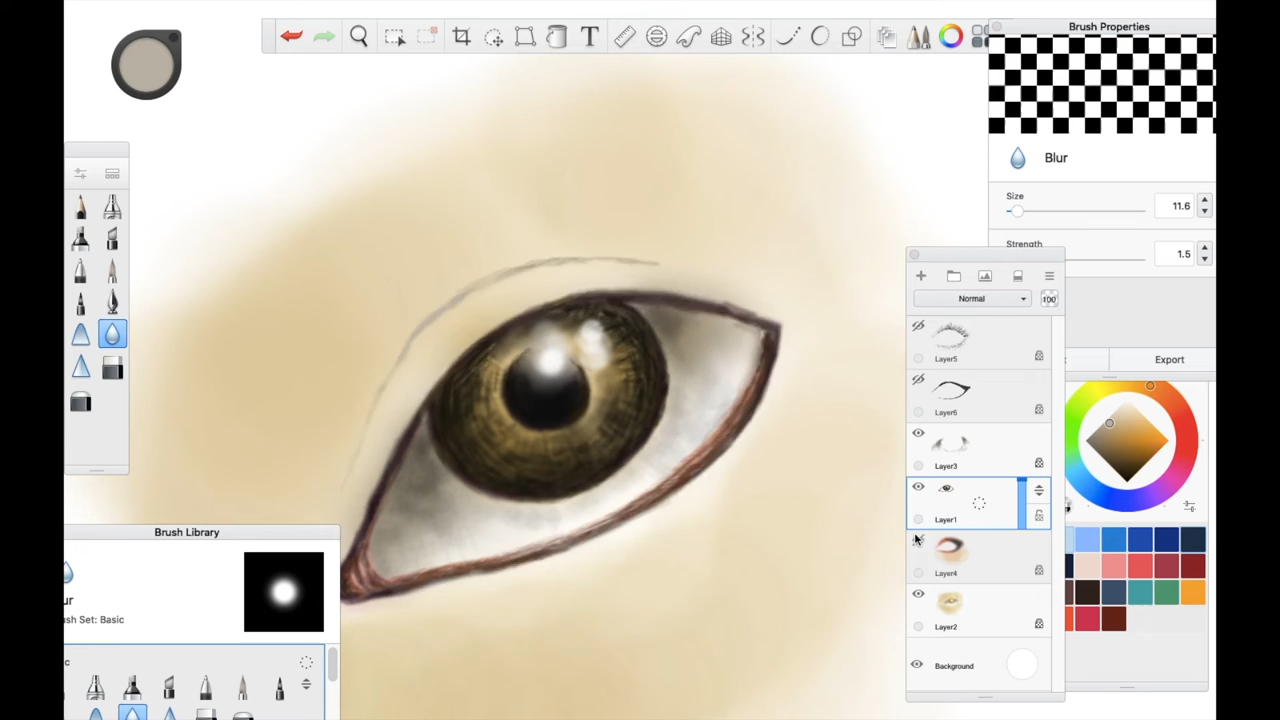 Brush Properties
Blur
Size
11.6
Strength
1.5
Normal
100
Layer5
Layer6
Layer3
Layer1
Layer4
Layer2
Background
Export
Brush Library
ur
ush Set: Basic